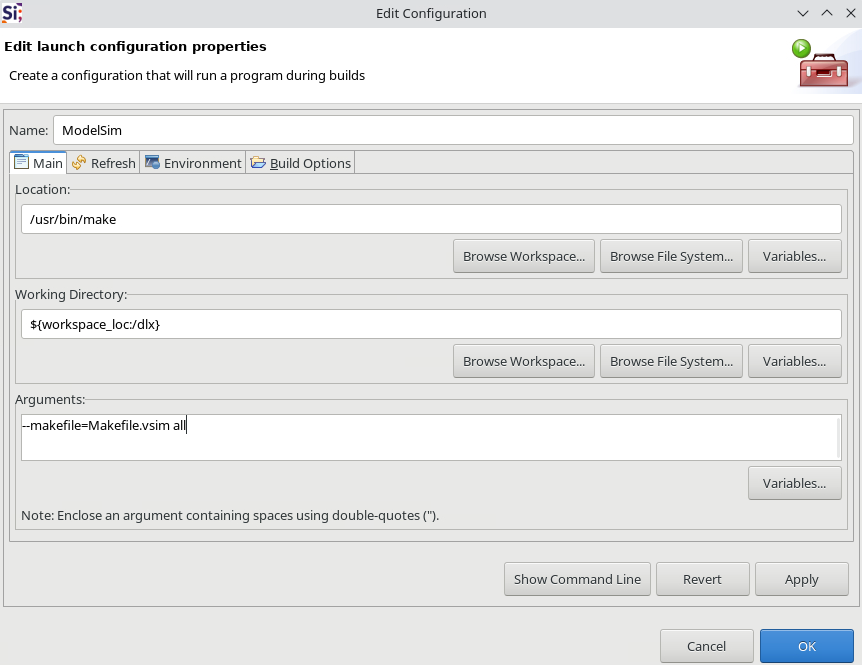 Si; Edit Configuration
Edit launch configuration properties
Create a configuration that will run a program during builds
Name: ModelSim
Main Refresh Environment Build Options
Location:
/usr/bin/make
Browse Workspace... Browse File System... Variables...
Working Directory:
${workspace_loc:/dlx}
Browse Workspace... Browse File System... Variables...
Arguments:
--makefile=Makefile.vsim all
Variables...
Note: Enclose an argument containing spaces using double-quotes (").
Show Command Line Revert Apply
Cancel OK